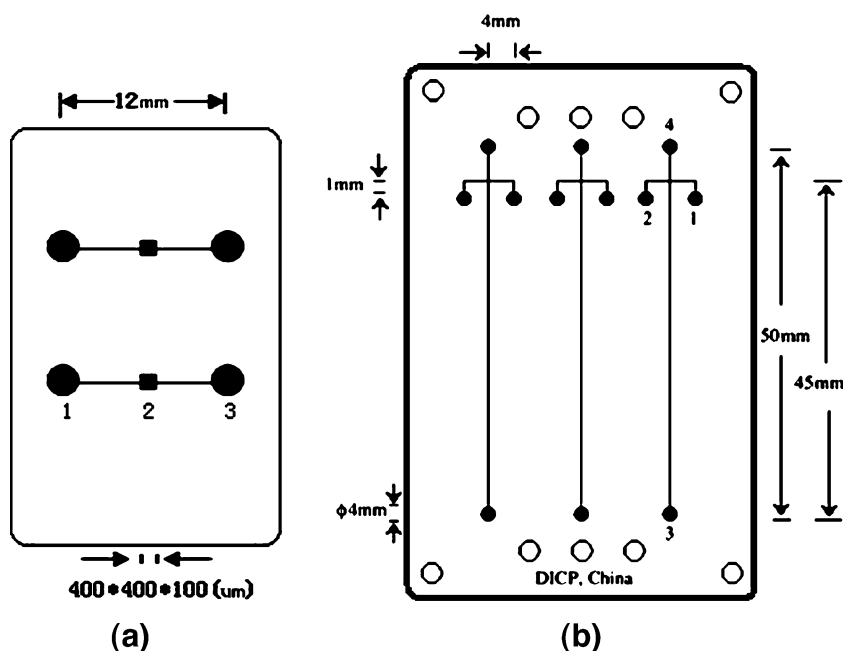 12mm
1 2 3
400*400*100 (um)
(a)
4mm
4
1mm
2 1
50mm
45mm
ϕ4mm
3
DICP, China
(b)